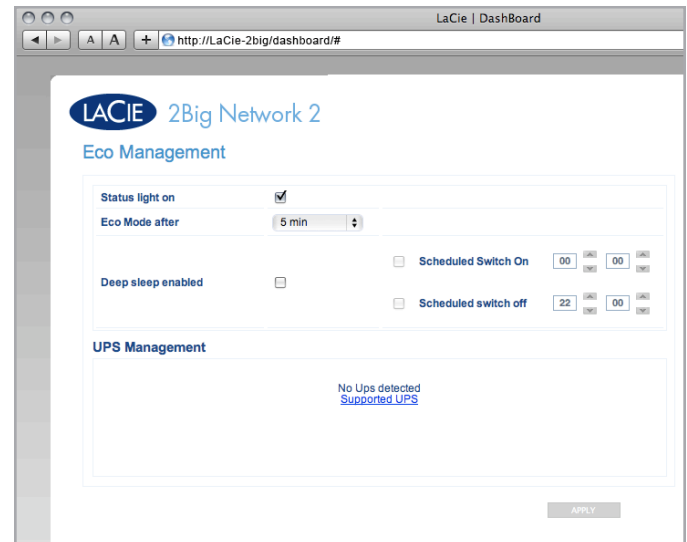 LaCie | DashBoard
A A + http://LaCie-2big/dashboard/#
LACIE 2Big Network 2
Eco Management
Status light on
Eco Mode after 5 min
Deep sleep enabled
Scheduled Switch On 00 00
Scheduled switch off 22 00
UPS Management
No Ups detected
Supported UPS
APPLY